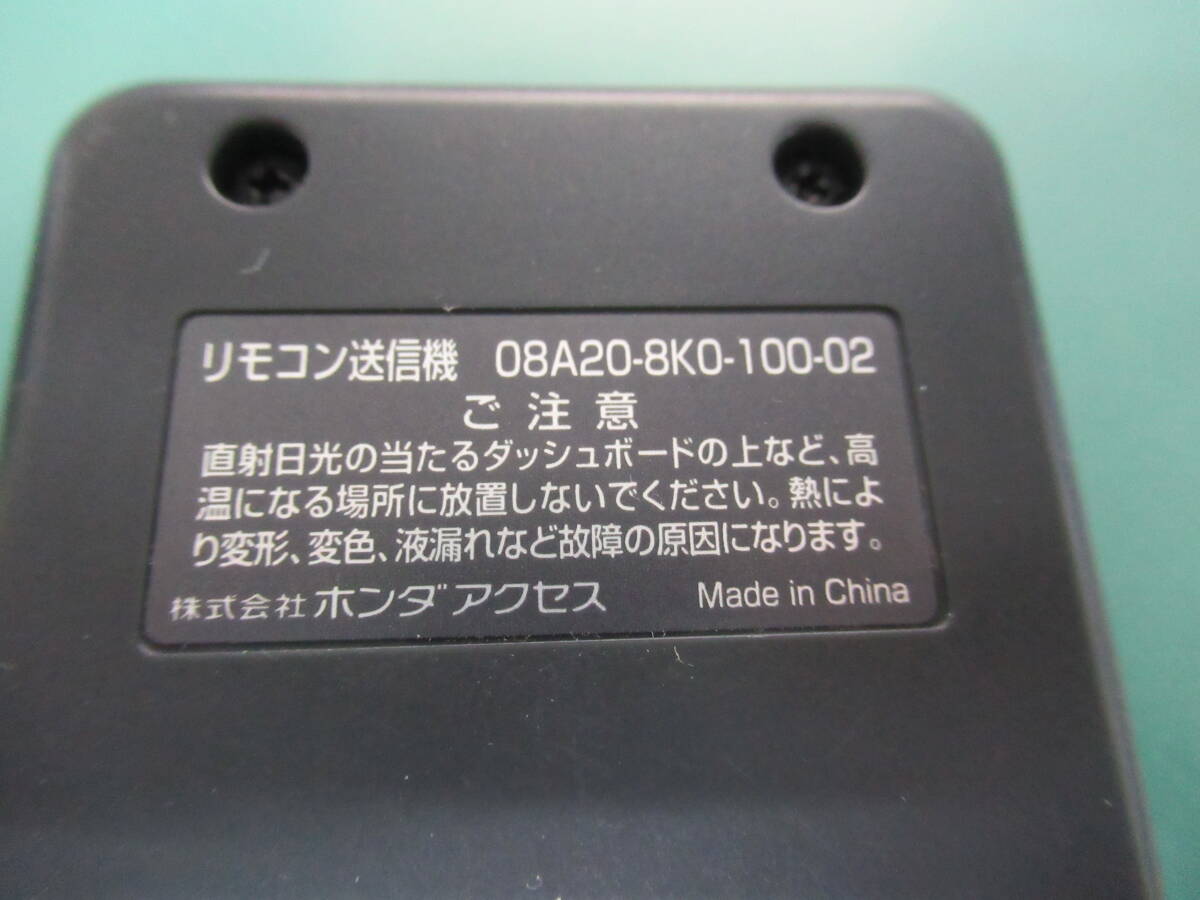 リモコン送信機 08A20-8K0-100-02
ご注意
直射日光の当たるダッシュボードの上など、高
温になる場所に放置しないでください。熱によ
り変形、変色、液漏れなど故障の原因になります。
株式会社ホンダアクセス Made in China